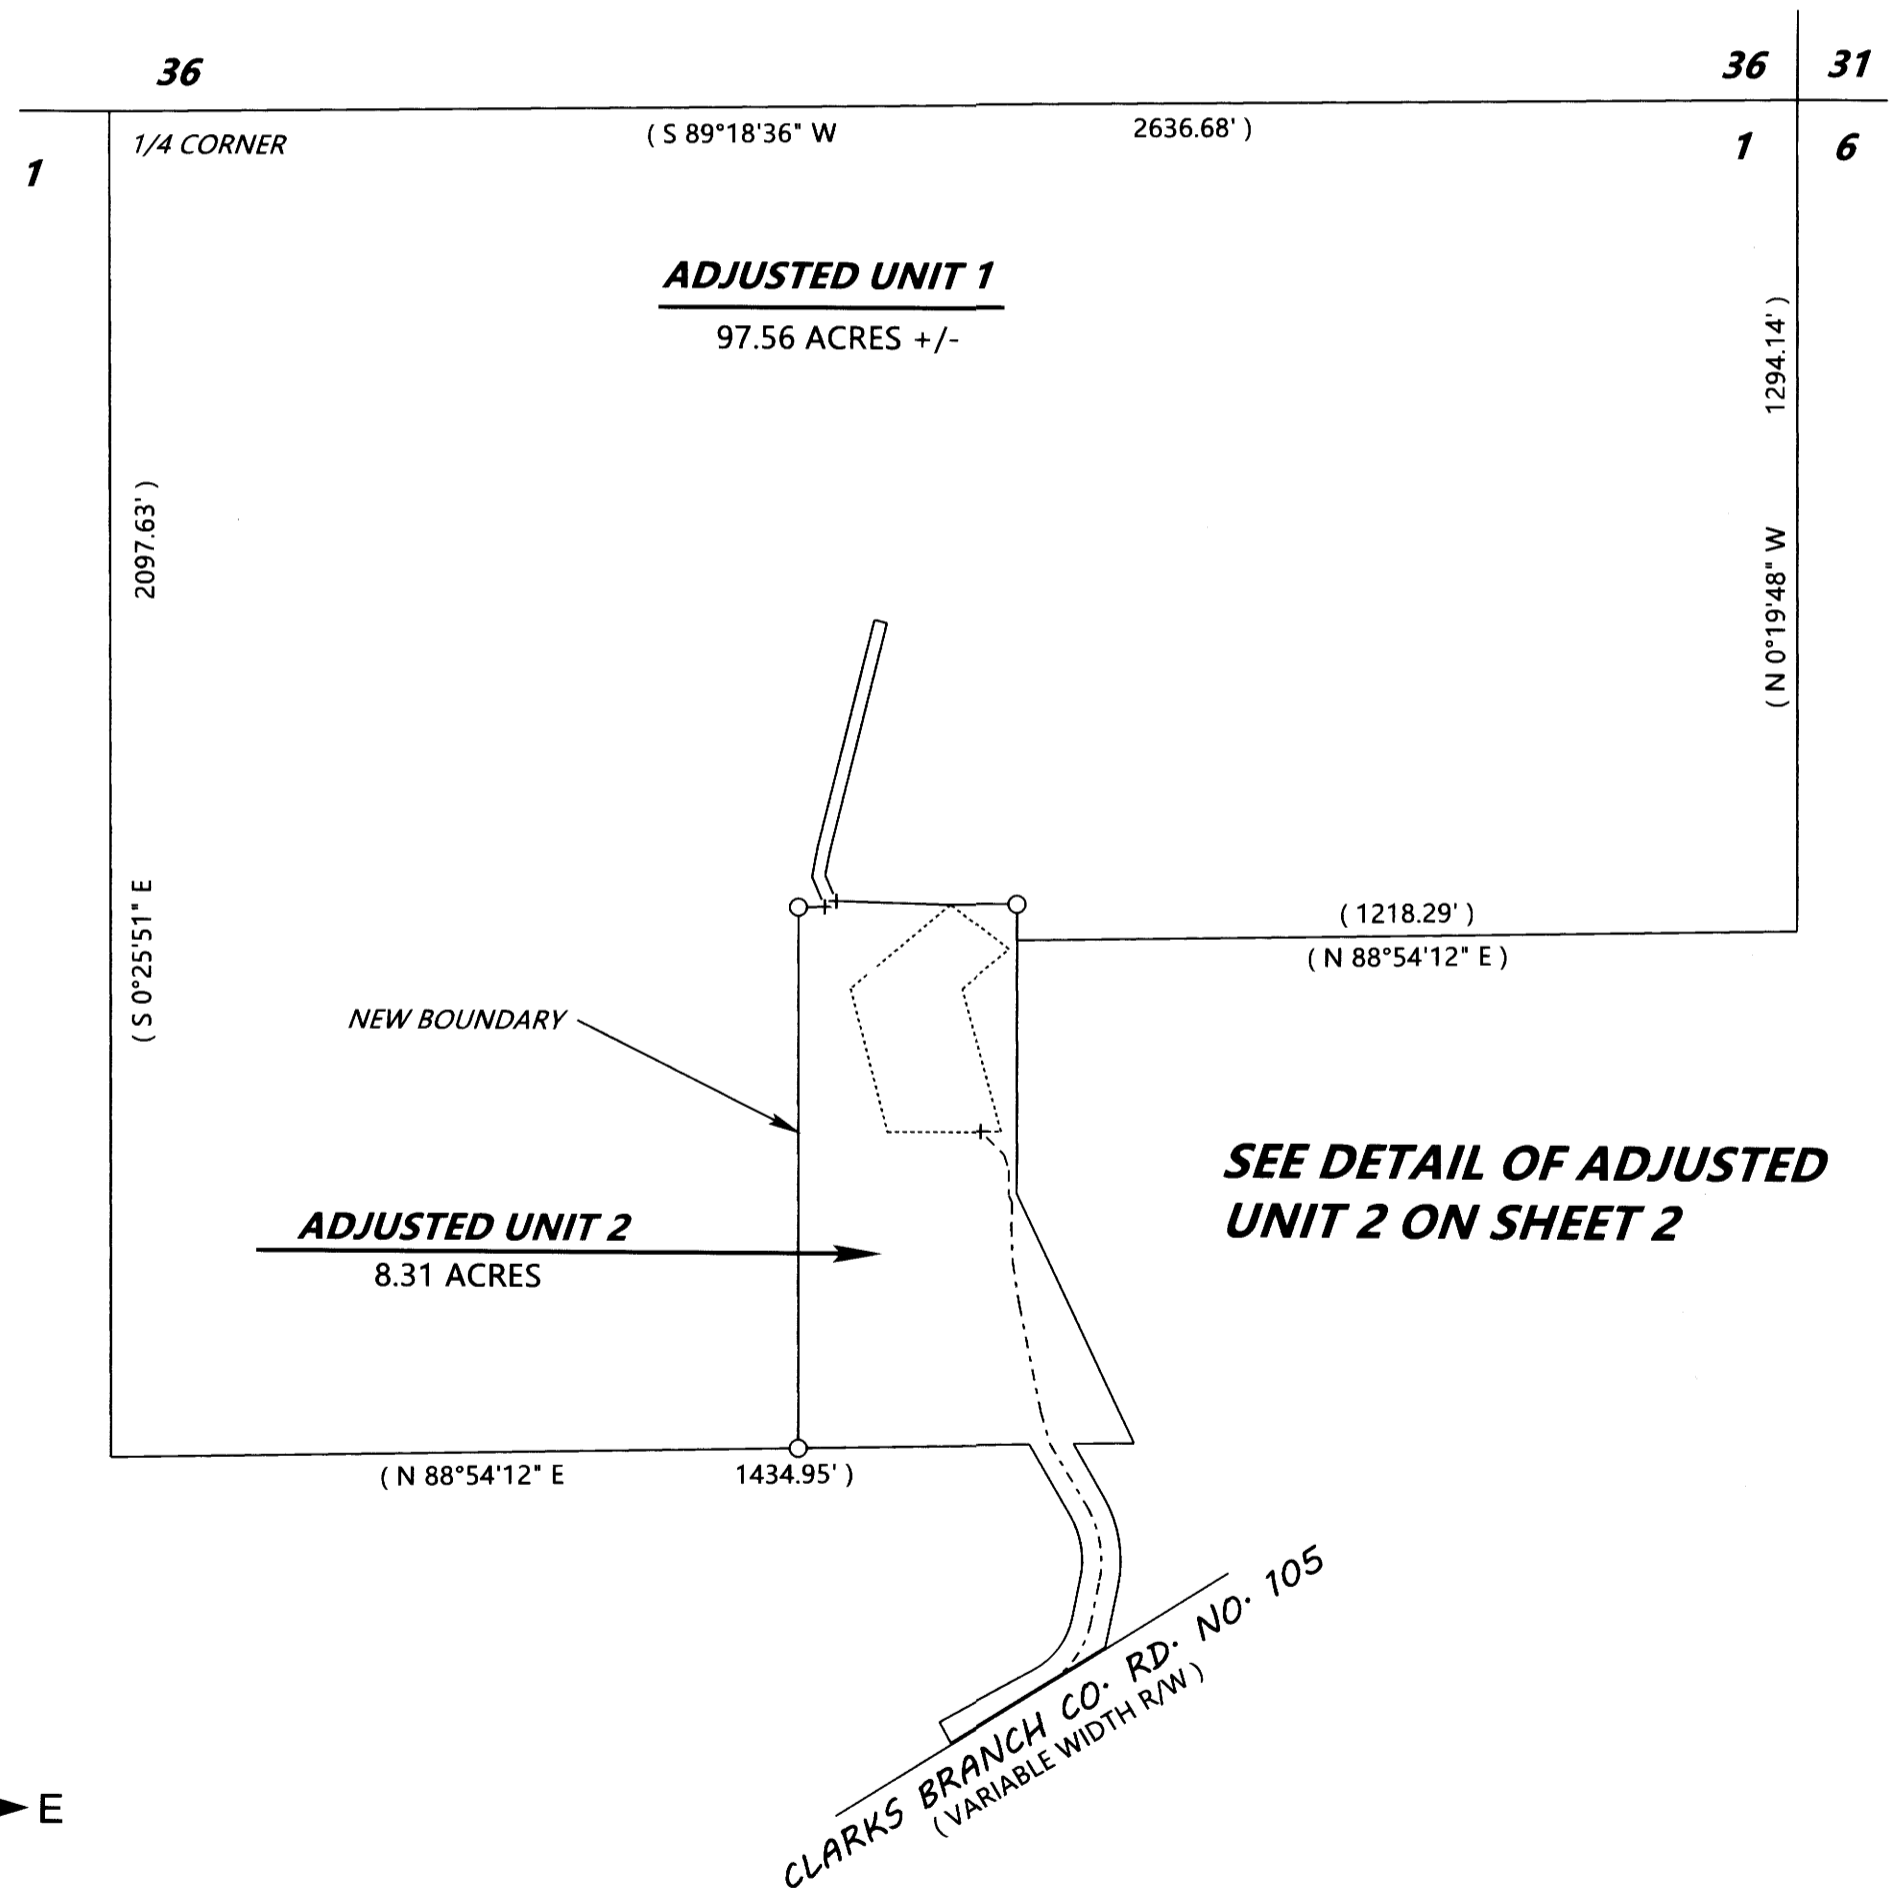 36
36
31
1/4 CORNER
( S 89°18'36" W
2636.68' )
1
1
6
ADJUSTED UNIT 1
97.56 ACRES +/-
1294.14' )
( N 0°19'48" W
2097.63' )
( S 0°25'51" E
( 1218.29' )
( N 88°54'12" E )
NEW BOUNDARY
SEE DETAIL OF ADJUSTED
UNIT 2 ON SHEET 2
ADJUSTED UNIT 2
8.31 ACRES
( N 88°54'12" E
1434.95' )
CLARKS BRANCH CO. RD. NO. 105
( VARIABLE WIDTH R/W )
E